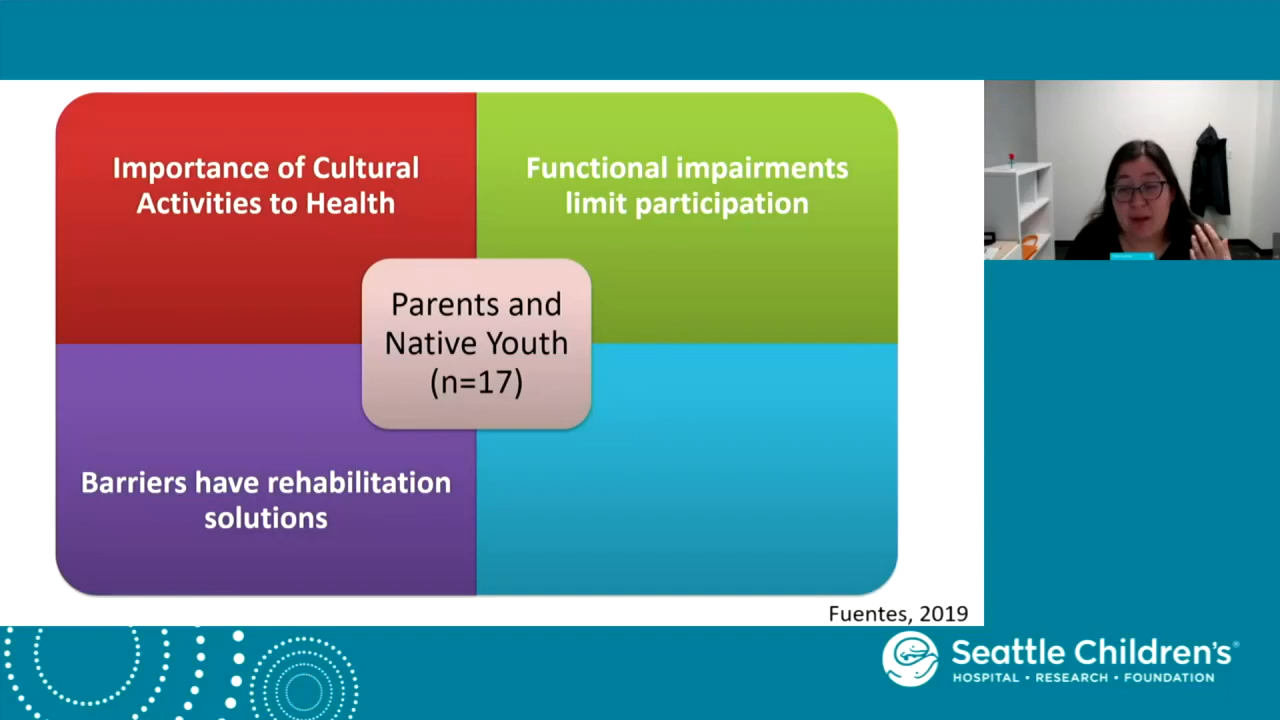 Importance of Cultural
Activities to Health
Functional impairments
limit participation
Parents and
Native Youth
(n=17)
Barriers have rehabilitation
solutions
Fuentes, 2019
Seattle Children's®
HOSPITAL • RESEARCH • FOUNDATION